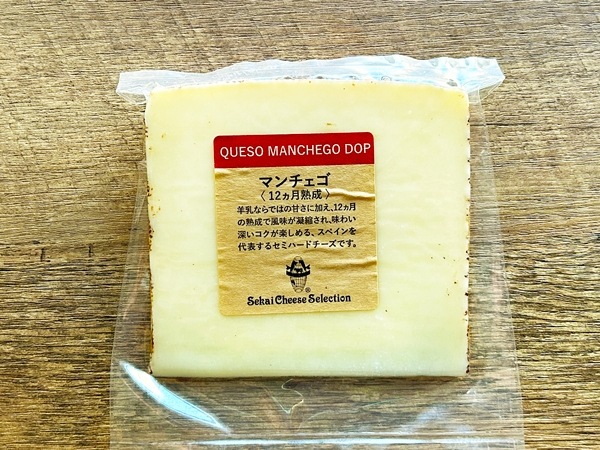 QUESO MANCHEGO DOP
マンチェゴ
〈 12ヵ月熟成 〉
羊乳ならではの甘さに加え、12ヵ月
の熟成で風味が凝縮され、味わい
深いコクが楽しめる、スペインを
代表するセミハードチーズです。
®
Sekai Cheese Selection